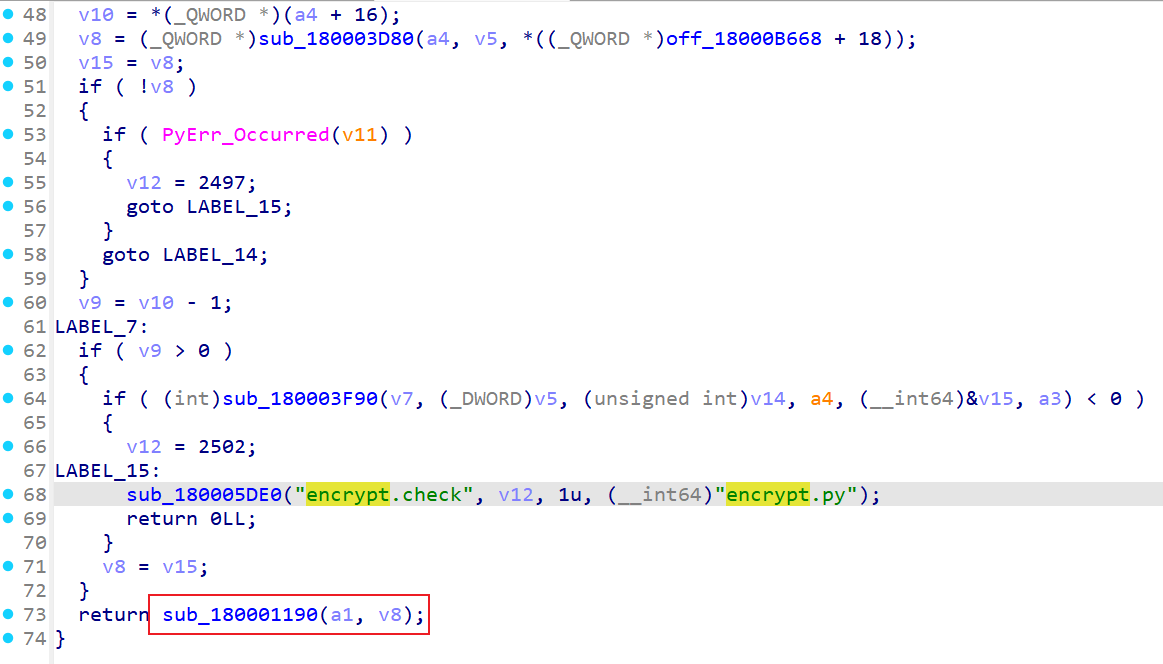 48 v10 = *(_QWORD *)(a4 + 16);
49 v8 = (_QWORD *)sub_180003D80(a4, v5, *((_QWORD *)off_18000B668 + 18));
50 v15 = v8;
51 if ( !v8 )
52 {
53 if ( PyErr_Occurred(v11) )
54 {
55 v12 = 2497;
56 goto LABEL_15;
57 }
58 goto LABEL_14;
59 }
60 v9 = v10 - 1;
61 LABEL_7:
62 if ( v9 > 0 )
63 {
64 if ( (int)sub_180003F90(v7, (_DWORD)v5, (unsigned int)v14, a4, (__int64)&v15, a3) < 0 )
65 {
66 v12 = 2502;
67 LABEL_15:
68 sub_180005DE0("encrypt.check", v12, 1u, (__int64)"encrypt.py");
69 return 0LL;
70 }
71 v8 = v15;
72 }
73 return sub_180001190(a1, v8);
74 }